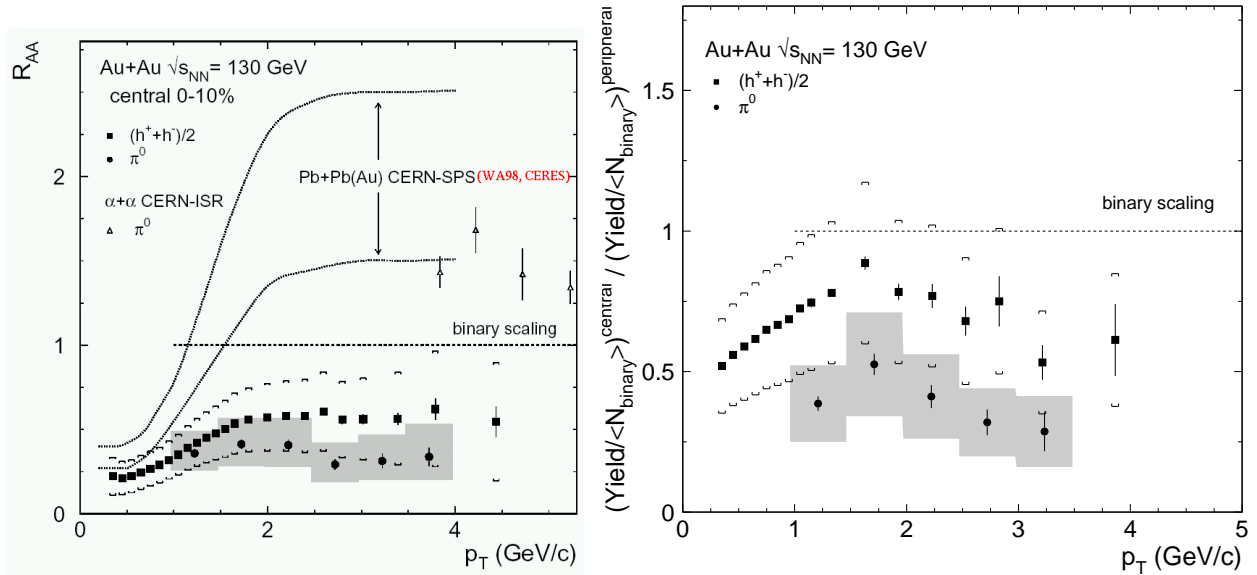 R_AA
Au+Au √s_NN= 130 GeV
central 0-10%
(h⁺+h⁻)/2
π⁰
Pb+Pb(Au) CERN-SPS(WA98, CERES)
α+α CERN-ISR
π⁰
binary scaling
2
1
0
0
2
4
p_T (GeV/c)
(Yield/<N_binary>)^central / (Yield/<N_binary>)^peripheral
Au+Au √s_NN= 130 GeV
(h⁺+h⁻)/2
π⁰
binary scaling
1.5
1
0.5
0
0
1
2
3
4
5
p_T (GeV/c)